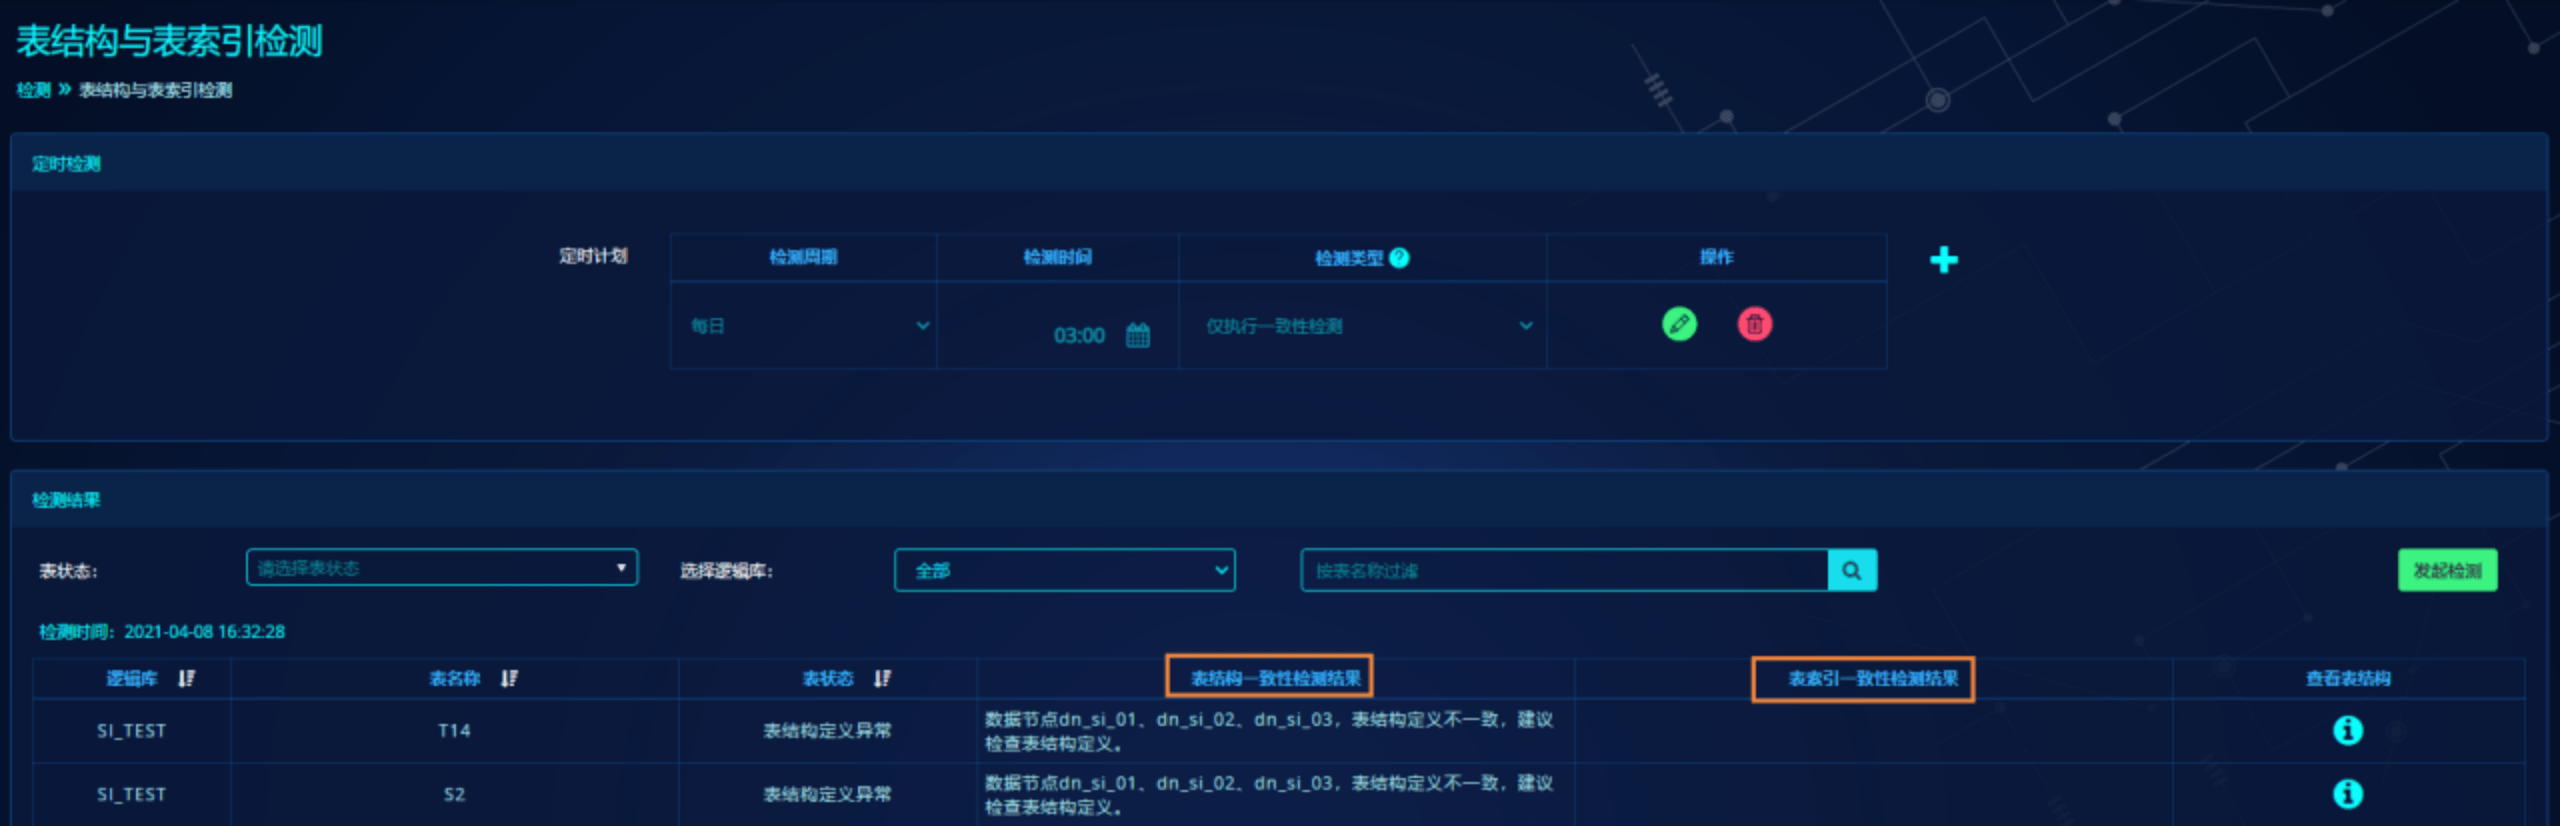 表结构与表索引检测
检测 » 表结构与表索引检测
定时检测
定时计划 检测周期 检测时间 检测类型 ? 操作
每日 03:00 仅执行一致性检测
检测结果
表状态: 请选择表状态 选择逻辑库: 全部 按表名称过滤 发起检测
检测时间: 2021-04-08 16:32:28
逻辑库 表名称 表状态 表结构一致性检测结果 表索引一致性检测结果 查看表结构
SI_TEST T14 表结构定义异常 数据节点dn_si_01、dn_si_02、dn_si_03，表结构定义不一致，建议
检查表结构定义。
SI_TEST S2 表结构定义异常 数据节点dn_si_01、dn_si_02、dn_si_03，表结构定义不一致，建议
检查表结构定义。